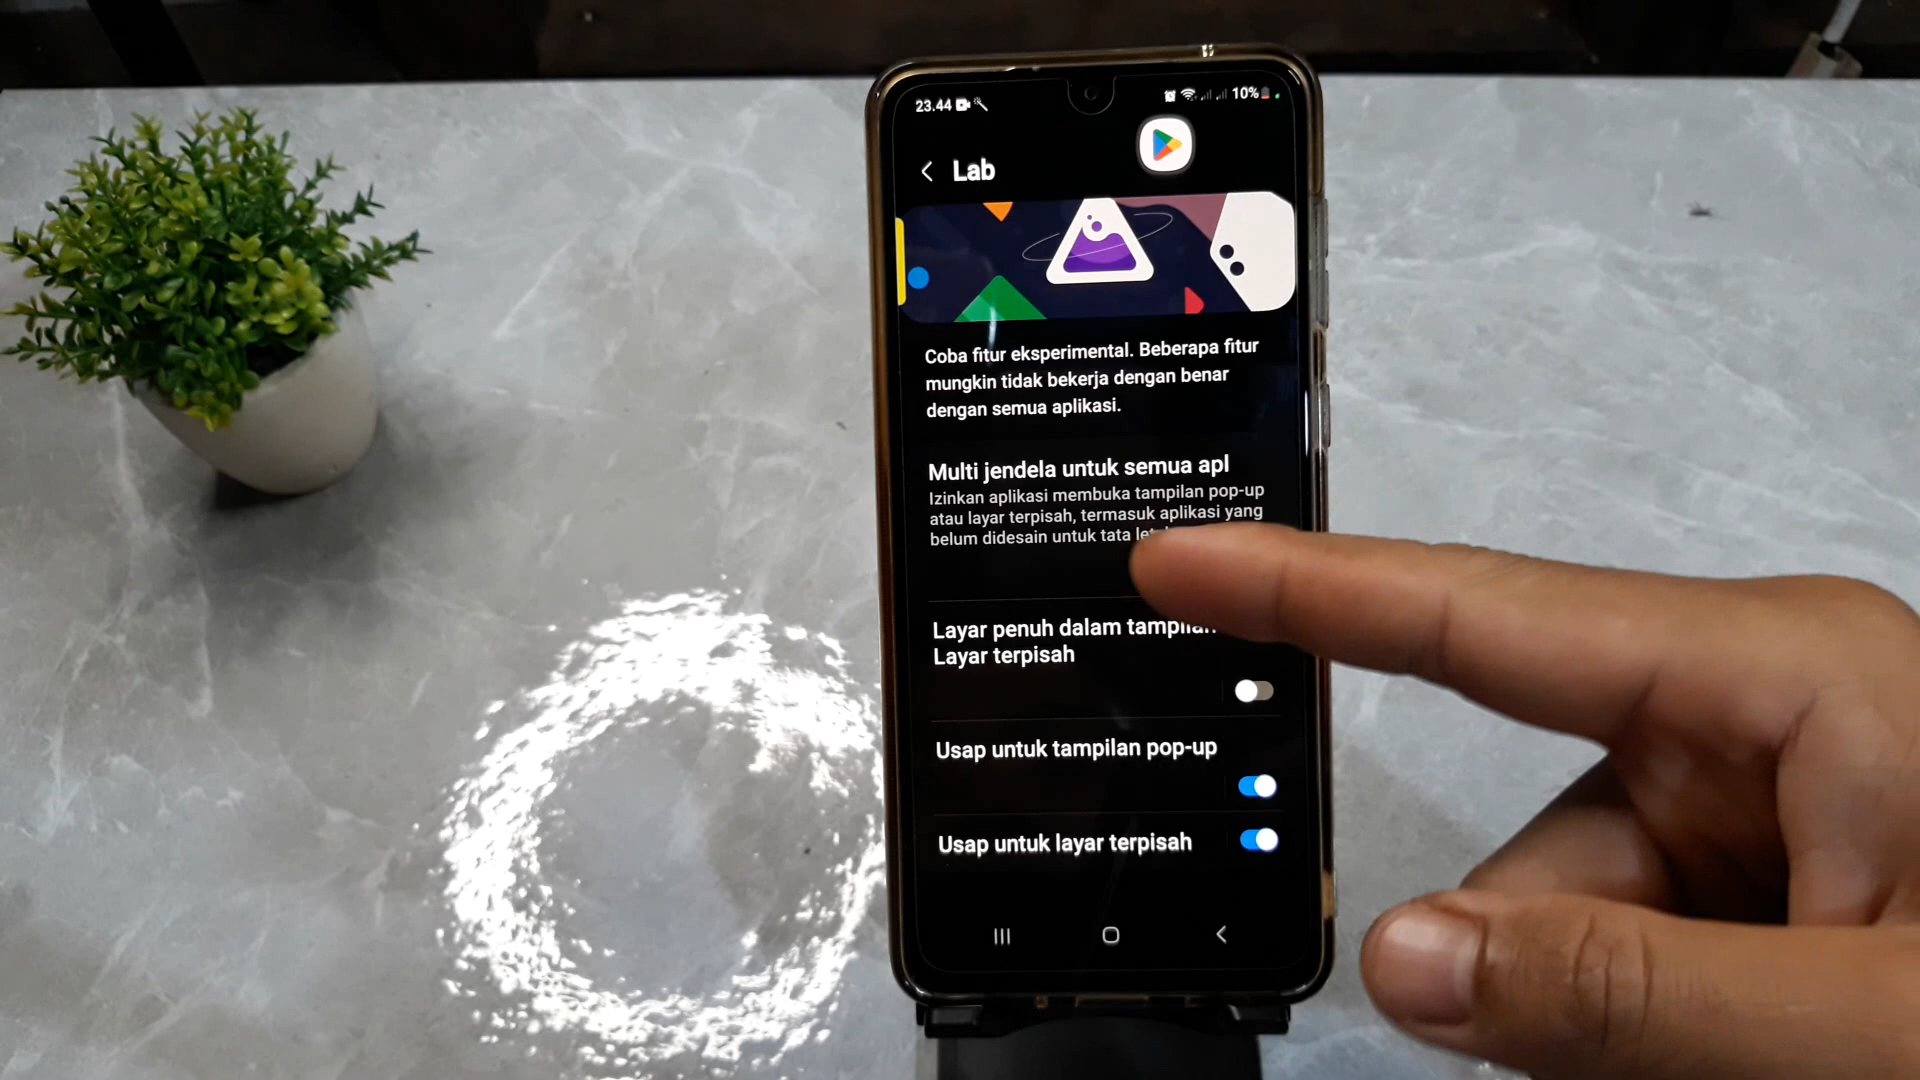 23.44
10%
Lab
Coba fitur eksperimental. Beberapa fitur
mungkin tidak bekerja dengan benar
dengan semua aplikasi.
Multi jendela untuk semua apl
Izinkan aplikasi membuka tampilan pop-up
atau layar terpisah, termasuk aplikasi yang
belum didesain untuk tata
Layar penuh dalam tampilan
Layar terpisah
Usap untuk tampilan pop-up
Usap untuk layar terpisah